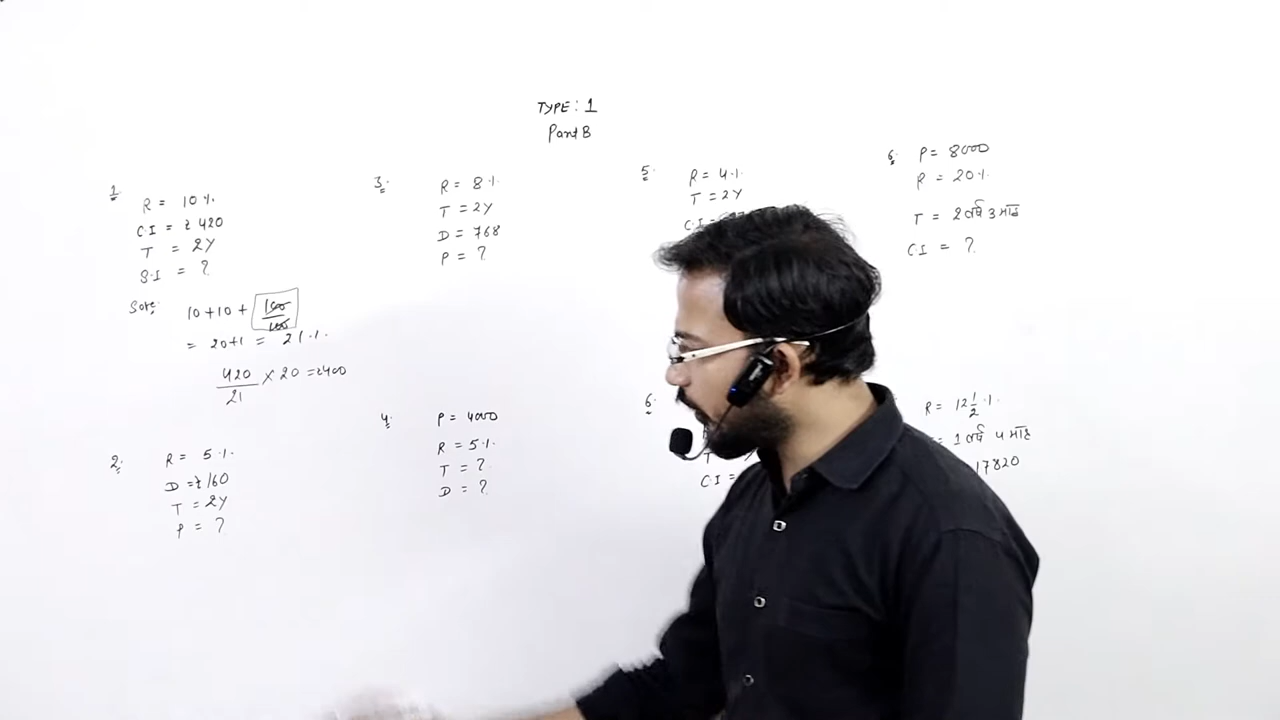 TYPE: 1
Part B
1.
R = 10 %
C.I = ₹ 420
T = 2Y
S.I = ?
10 + 10 + 100/100
= 20+1 = 21 %
420/21 × 20 = ₹400
2.
R = 5 %
D = ₹160
T = 2Y
P = ?
3.
R = 8 %
T = 2Y
D = 768
P = ?
4.
P = 4000
R = 5 %
T = ?
D = ?
5.
R = 4 %
T = 2Y
6.
C.I =
6.
P = 8000
R = 20 %
T = 2 वर्ष 3 माह
C.I = ?
R = 12 1/2 %
= 1 वर्ष 4 माह
17820